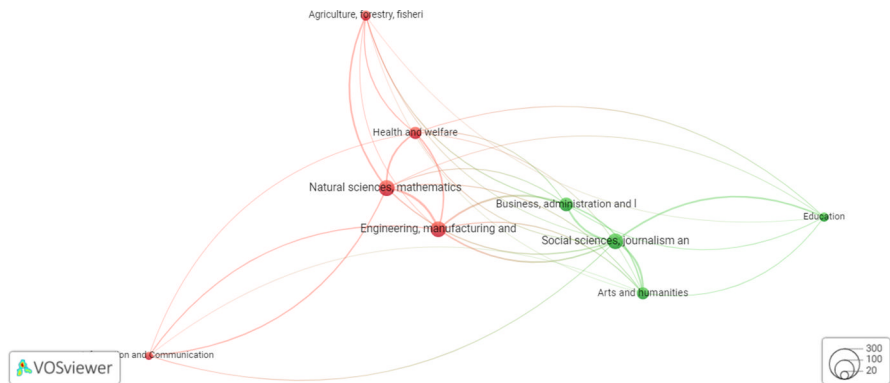 Agriculture, forestry, fisheri
Health and welfare
Natural sciences, mathematics
Business, administration and l
Education
Engineering, manufacturing and
Social sciences, journalism an
Arts and humanities
on and Communication
VOSviewer
300
100
20